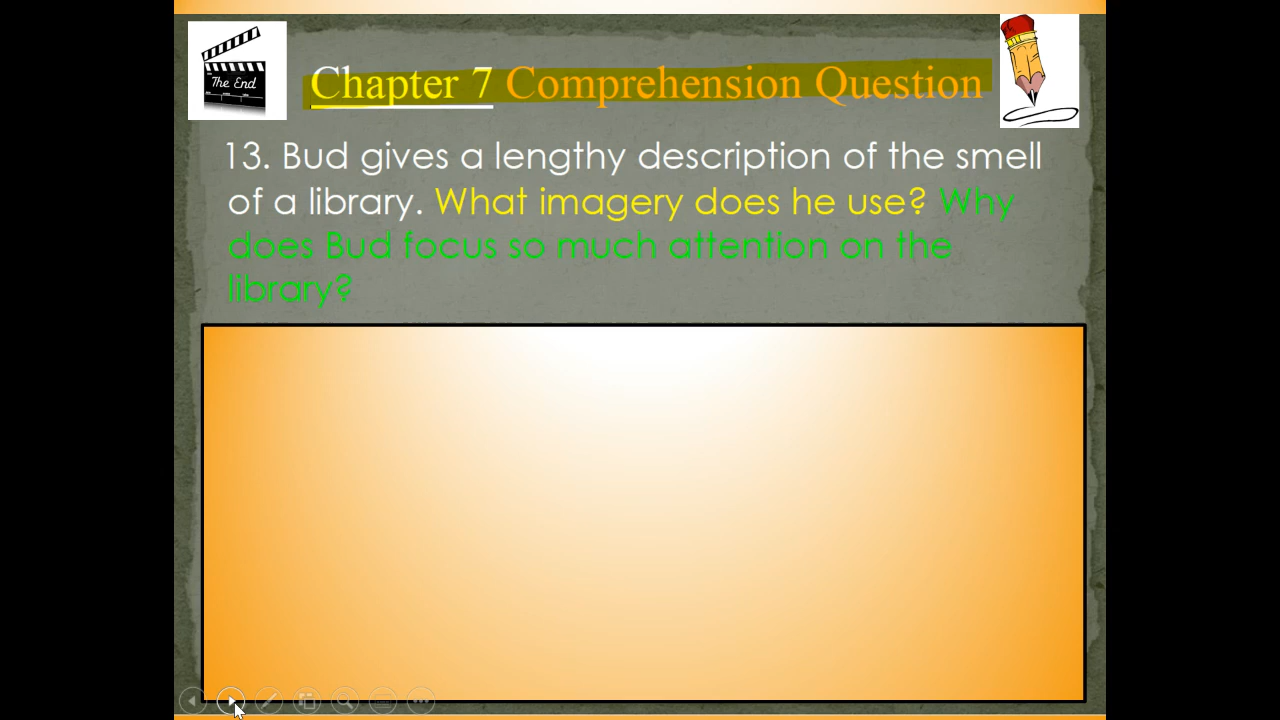 The End
Chapter 7 Comprehension Question
13. Bud gives a lengthy description of the smell
of a library. What imagery does he use? Why
does Bud focus so much attention on the
library?